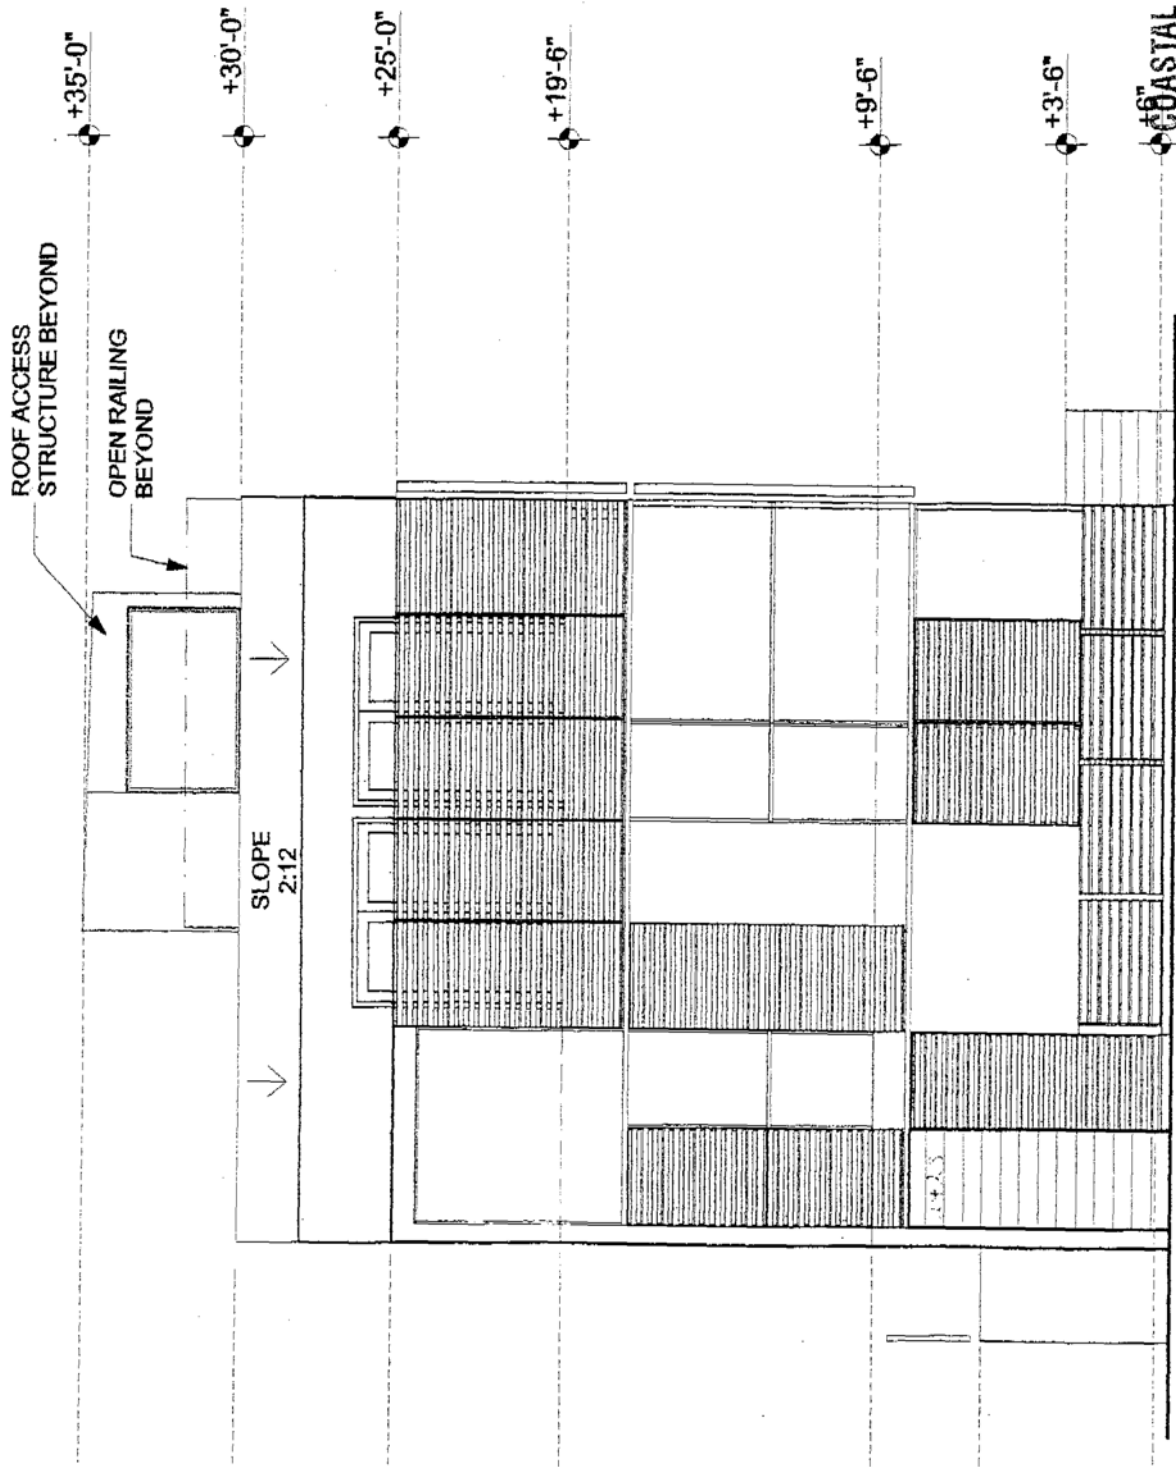 +35'-0"
ROOF ACCESS
STRUCTURE BEYOND
+30'-0"
OPEN RAILING
BEYOND
SLOPE
2:12
+25'-0"
+19'-6"
+9'-6"
+3'-6"
+6"
COASTAL